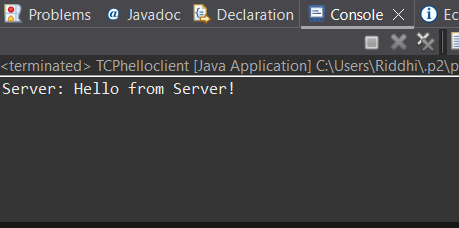 Problems @ Javadoc Declaration Console Ec
<terminated> TCPhelloclient [Java Application] C:\Users\Riddhi\.p2\p
Server: Hello from Server!